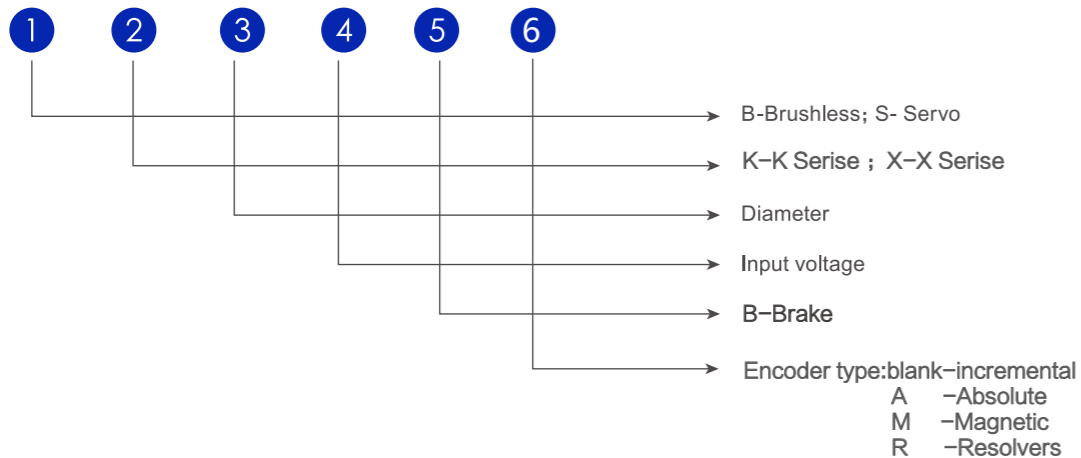 1 2 3 4 5 6
B-Brushless; S- Servo
K-K Serise ; X-X Serise
Diameter
Input voltage
B-Brake
Encoder type:blank-incremental
A -Absolute
M -Magnetic
R -Resolvers